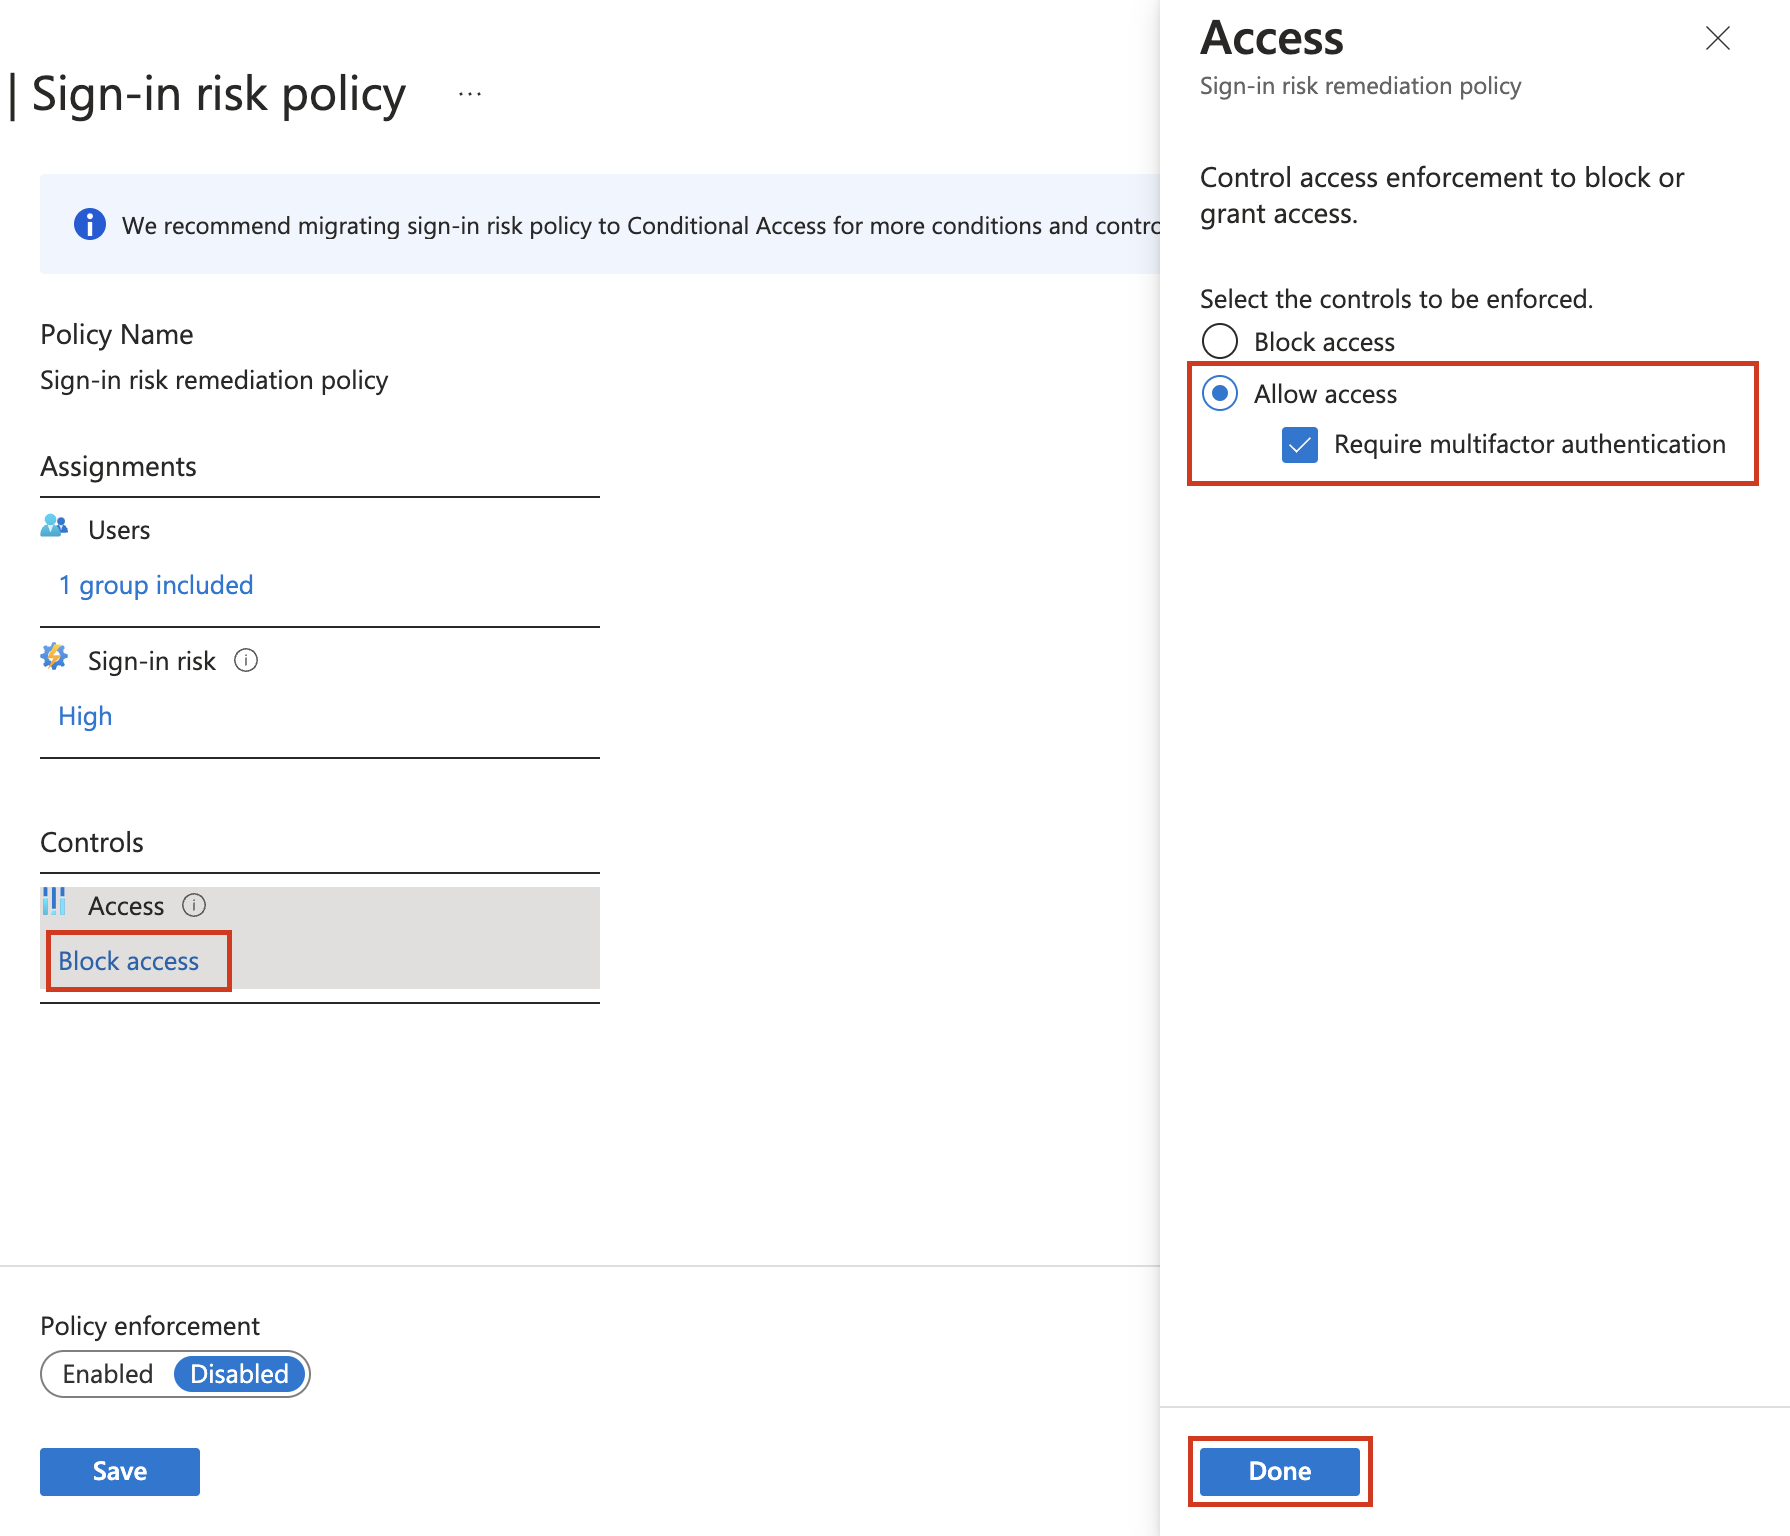 | Sign-in risk policy ...
We recommend migrating sign-in risk policy to Conditional Access for more conditions and contro
Policy Name
Sign-in risk remediation policy
Assignments
Users
1 group included
Sign-in risk
High
Controls
Access
Block access
Policy enforcement
Enabled Disabled
Save
Access
Sign-in risk remediation policy
Control access enforcement to block or
grant access.
Select the controls to be enforced.
Block access
Allow access
Require multifactor authentication
Done